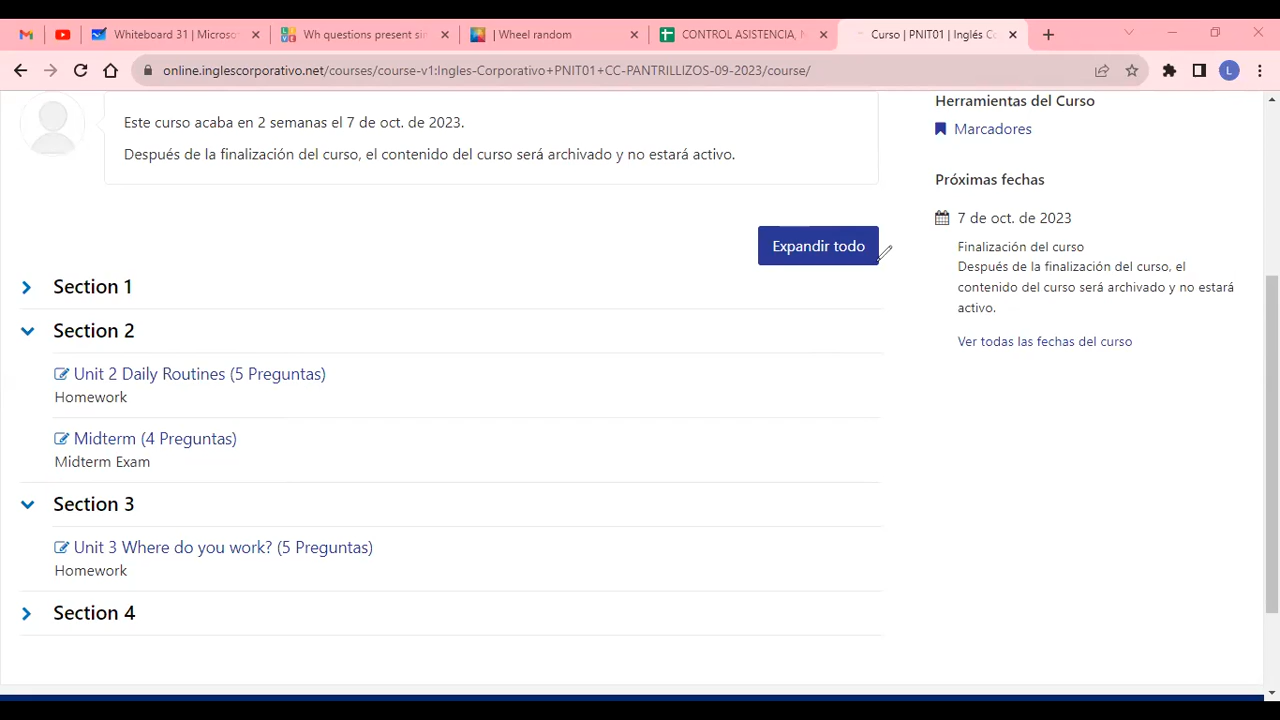 Whiteboard 31 | Microsof
Wh questions present sim
| Wheel random
CONTROL ASISTENCIA, N
Curso | PNIT01 | Inglés Co
online.inglescorporativo.net/courses/course-v1:Ingles-Corporativo+PNIT01+CC-PANTRILLIZOS-09-2023/course/
L
Este curso acaba en 2 semanas el 7 de oct. de 2023.
Después de la finalización del curso, el contenido del curso será archivado y no estará activo.
Expandir todo
Section 1
Section 2
Unit 2 Daily Routines (5 Preguntas)
Homework
Midterm (4 Preguntas)
Midterm Exam
Section 3
Unit 3 Where do you work? (5 Preguntas)
Homework
Section 4
Herramientas del Curso
Marcadores
Próximas fechas
7 de oct. de 2023
Finalización del curso
Después de la finalización del curso, el
contenido del curso será archivado y no estará
activo.
Ver todas las fechas del curso